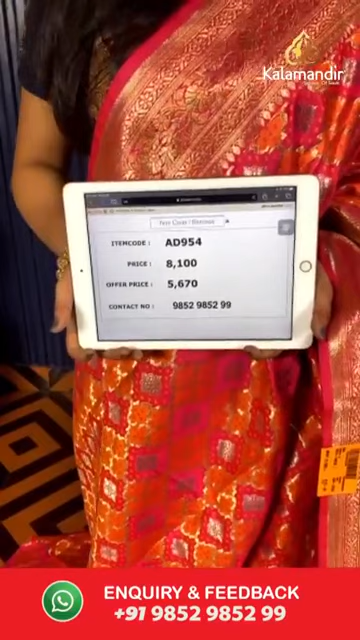 Kalamandir
ITEMCODE : AD954
PRICE : 8,100
OFFER PRICE : 5,670
CONTACT NO : 9852 9852 99
ENQUIRY & FEEDBACK
+91 9852 9852 99